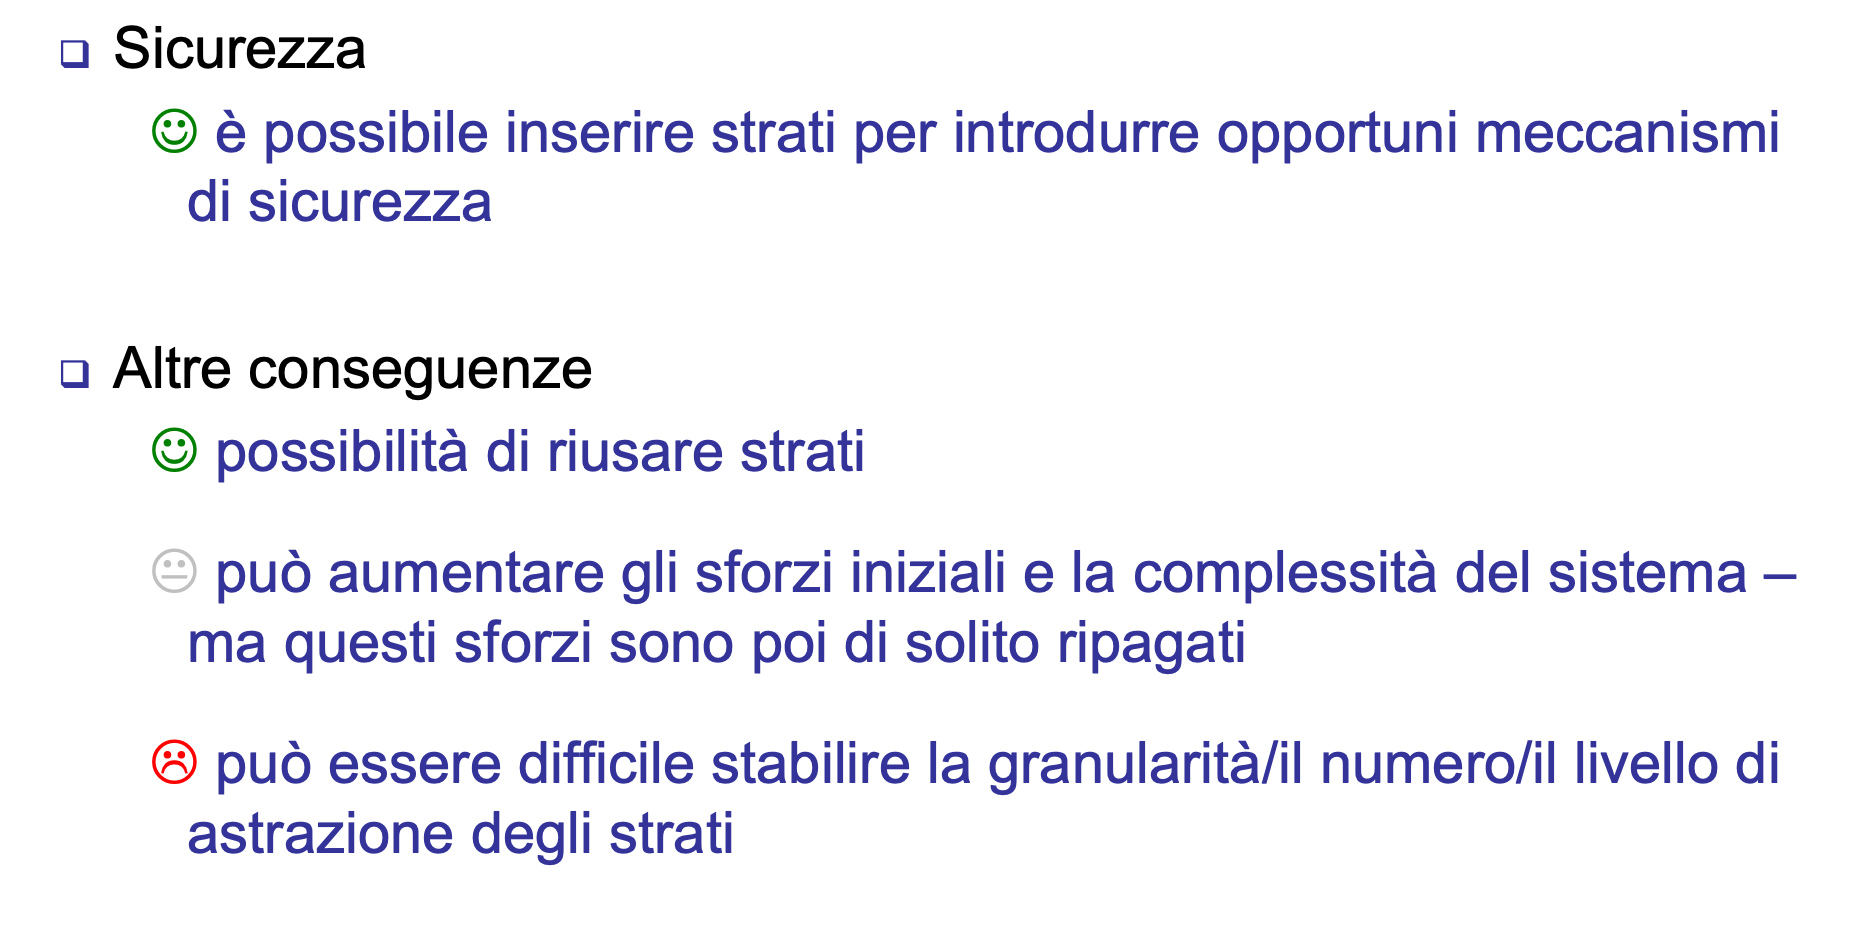 ❑ Sicurezza
☺ è possibile inserire strati per introdurre opportuni meccanismi
di sicurezza
❑ Altre conseguenze
☺ possibilità di riusare strati
😐 può aumentare gli sforzi iniziali e la complessità del sistema –
ma questi sforzi sono poi di solito ripagati
☹ può essere difficile stabilire la granularità/il numero/il livello di
astrazione degli strati